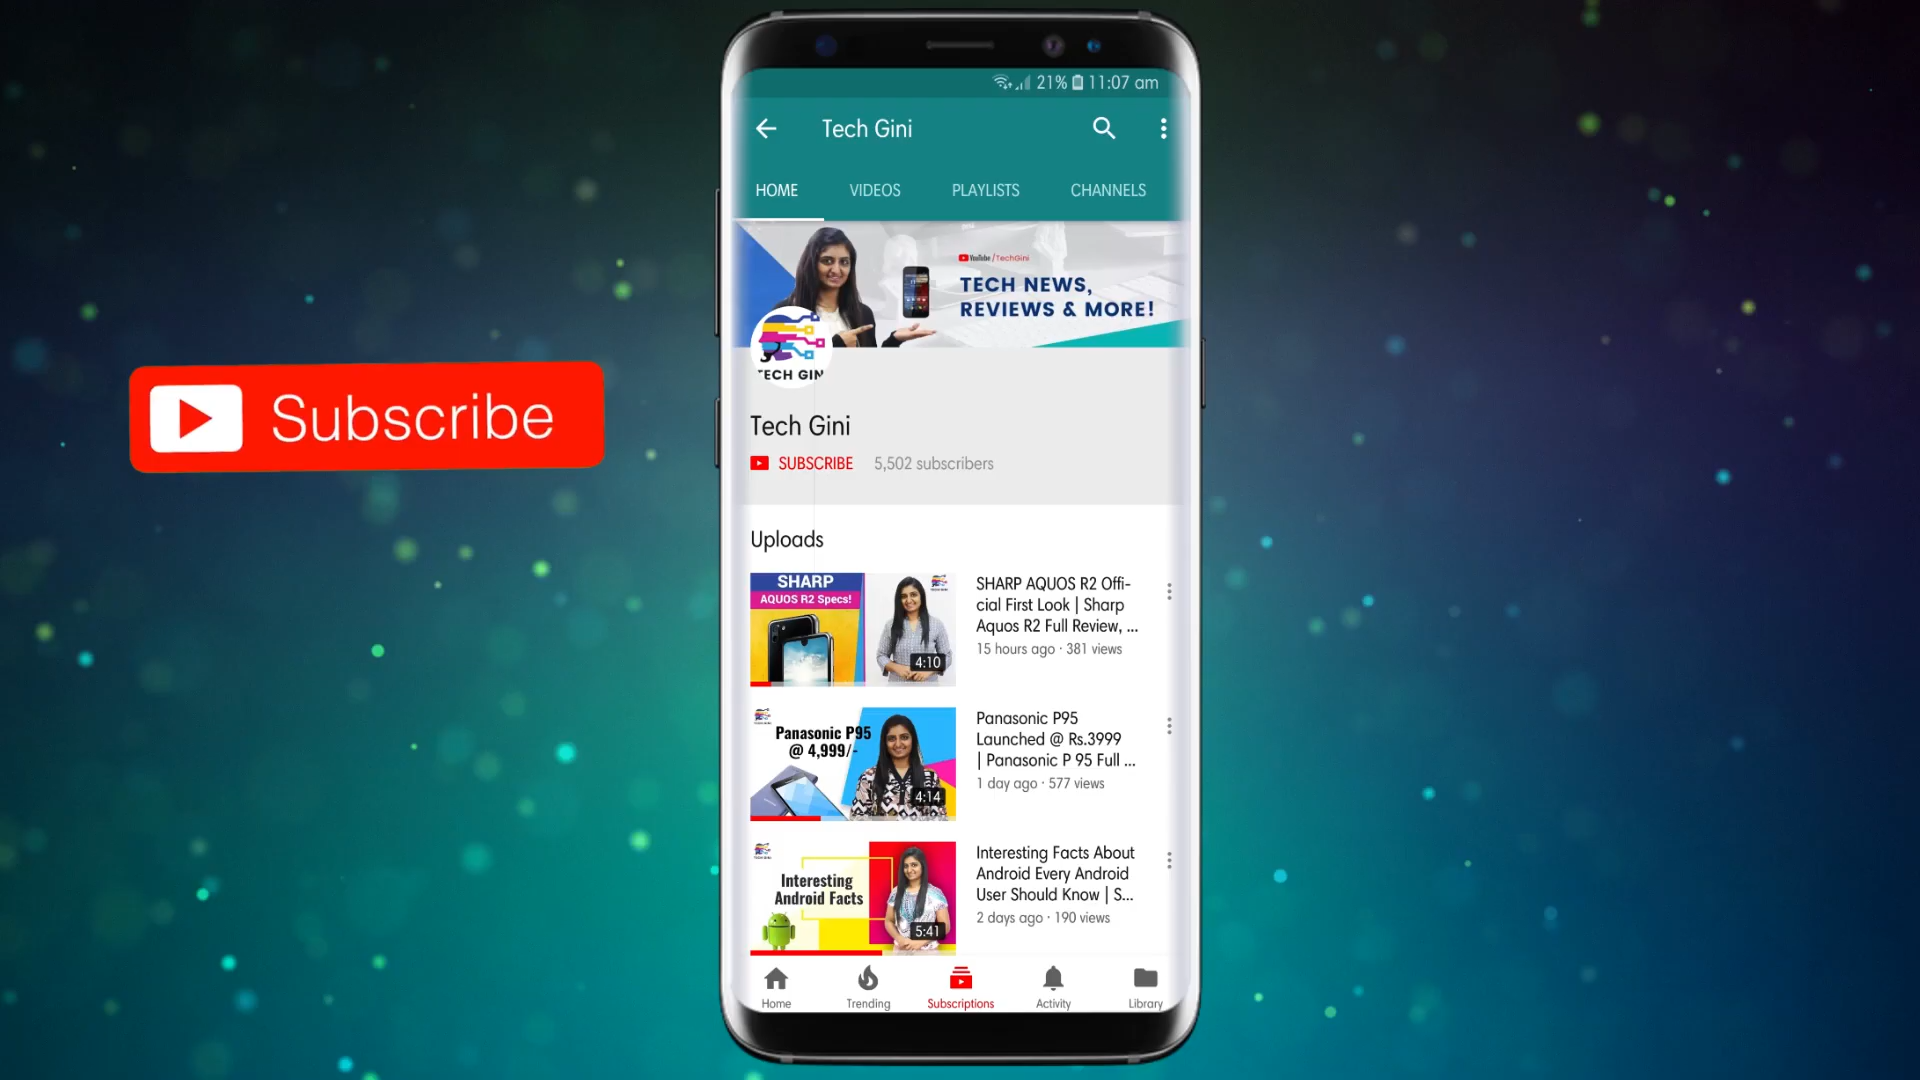 Subscribe
21% 11:07 am
Tech Gini
HOME VIDEOS PLAYLISTS CHANNELS
YouTube /TechGini
TECH NEWS,
REVIEWS & MORE!
TECH GIN
Tech Gini
SUBSCRIBE 5,502 subscribers
Uploads
SHARP
AQUOS R2 Specs!
4:10
SHARP AQUOS R2 Offi-
cial First Look | Sharp
Aquos R2 Full Review, ...
15 hours ago · 381 views
Panasonic P95
@ 4,999/-
4:14
Panasonic P95
Launched @ Rs.3999
| Panasonic P 95 Full ...
1 day ago · 577 views
Interesting
Android Facts
5:41
Interesting Facts About
Android Every Android
User Should Know | S...
2 days ago · 190 views
Home Trending Subscriptions Activity Library